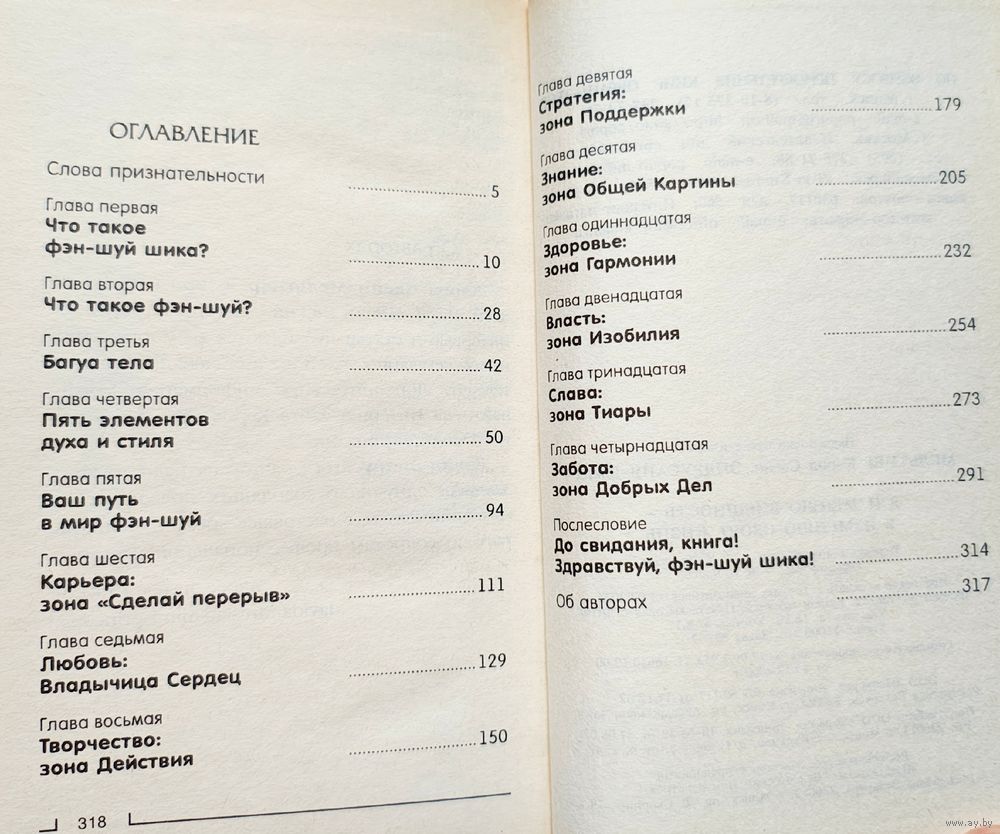 ОГЛАВЛЕНИЕ
Слова признательности ........ 5
Глава первая
Что такое
фэн-шуй шика? ........ 10
Глава вторая
Что такое фэн-шуй? ........ 28
Глава третья
Багуа тела ........ 42
Глава четвертая
Пять элементов
духа и стиля ........ 50
Глава пятая
Ваш путь
в мир фэн-шуй ........ 94
Глава шестая
Карьера:
зона «Сделай перерыв» ........ 111
Глава седьмая
Любовь:
Владычица Сердец ........ 129
Глава восьмая
Творчество:
зона Действия ........ 150
318
Глава девятая
Стратегия:
зона Поддержки ........ 179
Глава десятая
Знание:
зона Общей Картины ........ 205
Глава одиннадцатая
Здоровье:
зона Гармонии ........ 232
Глава двенадцатая
Власть:
зона Изобилия ........ 254
Глава тринадцатая
Слава:
зона Тиары ........ 273
Глава четырнадцатая
Забота:
зона Добрых Дел ........ 291
Послесловие
До свидания, книга!
Здравствуй, фэн-шуй шика! ........ 314
Об авторах ........ 317
www.ay.by